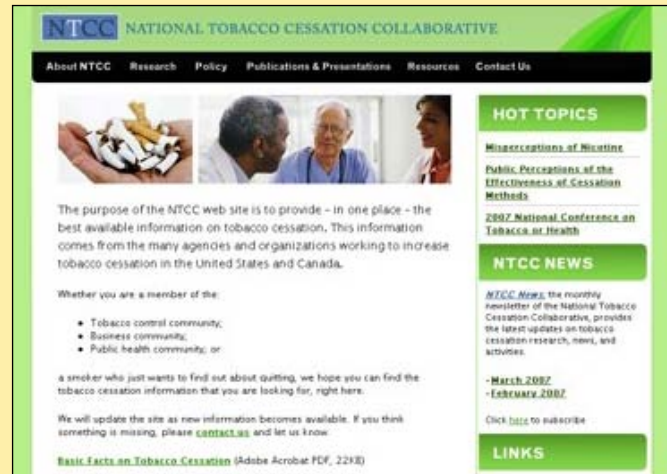 NTCC NATIONAL TOBACCO CESSATION COLLABORATIVE
About NTCC Research Policy Publications & Presentations Resources Contact Us
The purpose of the NTCC web site is to provide – in one place – the
best available information on tobacco cessation. This information
comes from the many agencies and organizations working to increase
tobacco cessation in the United States and Canada.
Whether you are a member of the:
• Tobacco control community;
• Business community;
• Public health community; or
a smoker who just wants to find out about quitting, we hope you can find the
tobacco cessation information that you are looking for, right here.
We will update the site as new information becomes available. If you think
something is missing, please contact us and let us know.
Basic Facts on Tobacco Cessation (Adobe Acrobat PDF, 22KB)
HOT TOPICS
Misperceptions of Nicotine
Public Perceptions of the
Effectiveness of Cessation
Methods
2007 National Conference on
Tobacco or Health
NTCC NEWS
NTCC News, the monthly
newsletter of the National Tobacco
Cessation Collaborative, provides
the latest updates on tobacco
cessation research, news, and
activities.
-March 2007
-February 2007
Click here to subscribe
LINKS